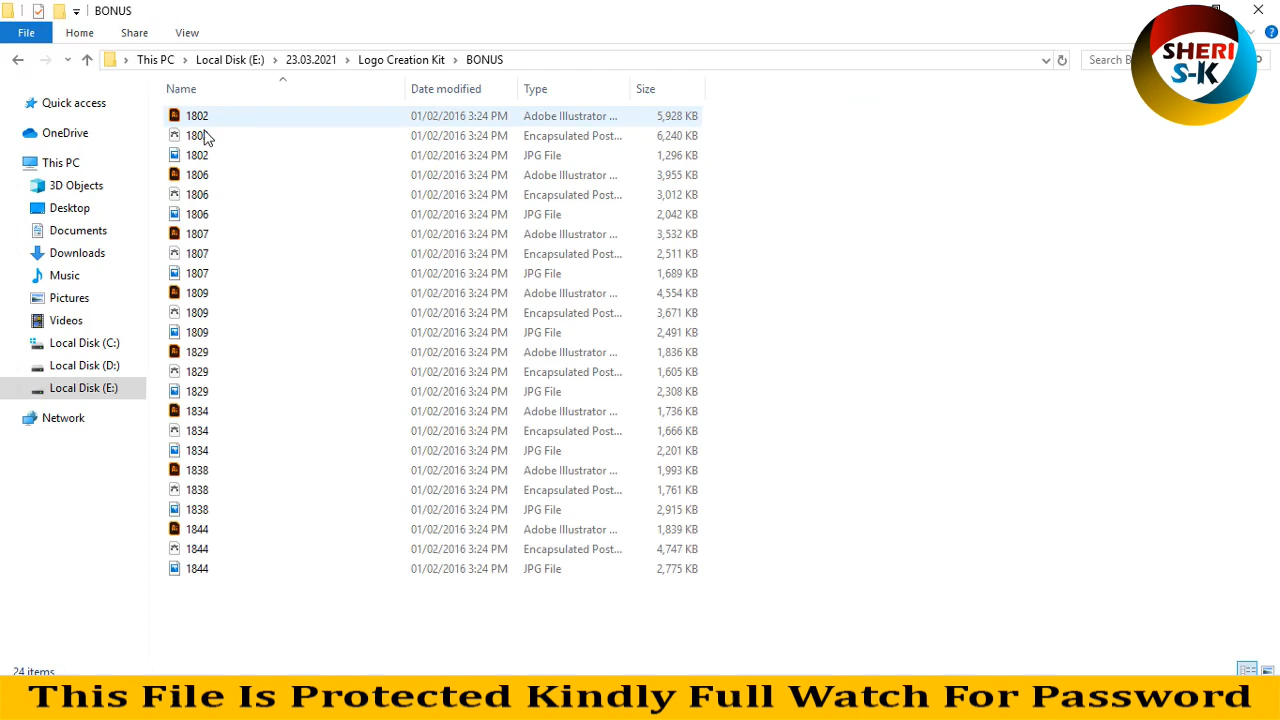 BONUS
File Home Share View
This PC Local Disk (E:) 23.03.2021 Logo Creation Kit BONUS
Search B
SHERI
S-K
Name Date modified Type Size
Quick access
OneDrive
This PC
3D Objects
Desktop
Documents
Downloads
Music
Pictures
Videos
Local Disk (C:)
Local Disk (D:)
Local Disk (E:)
Network
1802 01/02/2016 3:24 PM Adobe Illustrator ... 5,928 KB
180 01/02/2016 3:24 PM Encapsulated Post... 6,240 KB
1802 01/02/2016 3:24 PM JPG File 1,296 KB
1806 01/02/2016 3:24 PM Adobe Illustrator ... 3,955 KB
1806 01/02/2016 3:24 PM Encapsulated Post... 3,012 KB
1806 01/02/2016 3:24 PM JPG File 2,042 KB
1807 01/02/2016 3:24 PM Adobe Illustrator ... 3,532 KB
1807 01/02/2016 3:24 PM Encapsulated Post... 2,511 KB
1807 01/02/2016 3:24 PM JPG File 1,689 KB
1809 01/02/2016 3:24 PM Adobe Illustrator ... 4,554 KB
1809 01/02/2016 3:24 PM Encapsulated Post... 3,671 KB
1809 01/02/2016 3:24 PM JPG File 2,491 KB
1829 01/02/2016 3:24 PM Adobe Illustrator ... 1,836 KB
1829 01/02/2016 3:24 PM Encapsulated Post... 1,605 KB
1829 01/02/2016 3:24 PM JPG File 2,308 KB
1834 01/02/2016 3:24 PM Adobe Illustrator ... 1,736 KB
1834 01/02/2016 3:24 PM Encapsulated Post... 1,666 KB
1834 01/02/2016 3:24 PM JPG File 2,201 KB
1838 01/02/2016 3:24 PM Adobe Illustrator ... 1,993 KB
1838 01/02/2016 3:24 PM Encapsulated Post... 1,761 KB
1838 01/02/2016 3:24 PM JPG File 2,915 KB
1844 01/02/2016 3:24 PM Adobe Illustrator ... 1,839 KB
1844 01/02/2016 3:24 PM Encapsulated Post... 4,747 KB
1844 01/02/2016 3:24 PM JPG File 2,775 KB
24 items
This File Is Protected Kindly Full Watch For Password